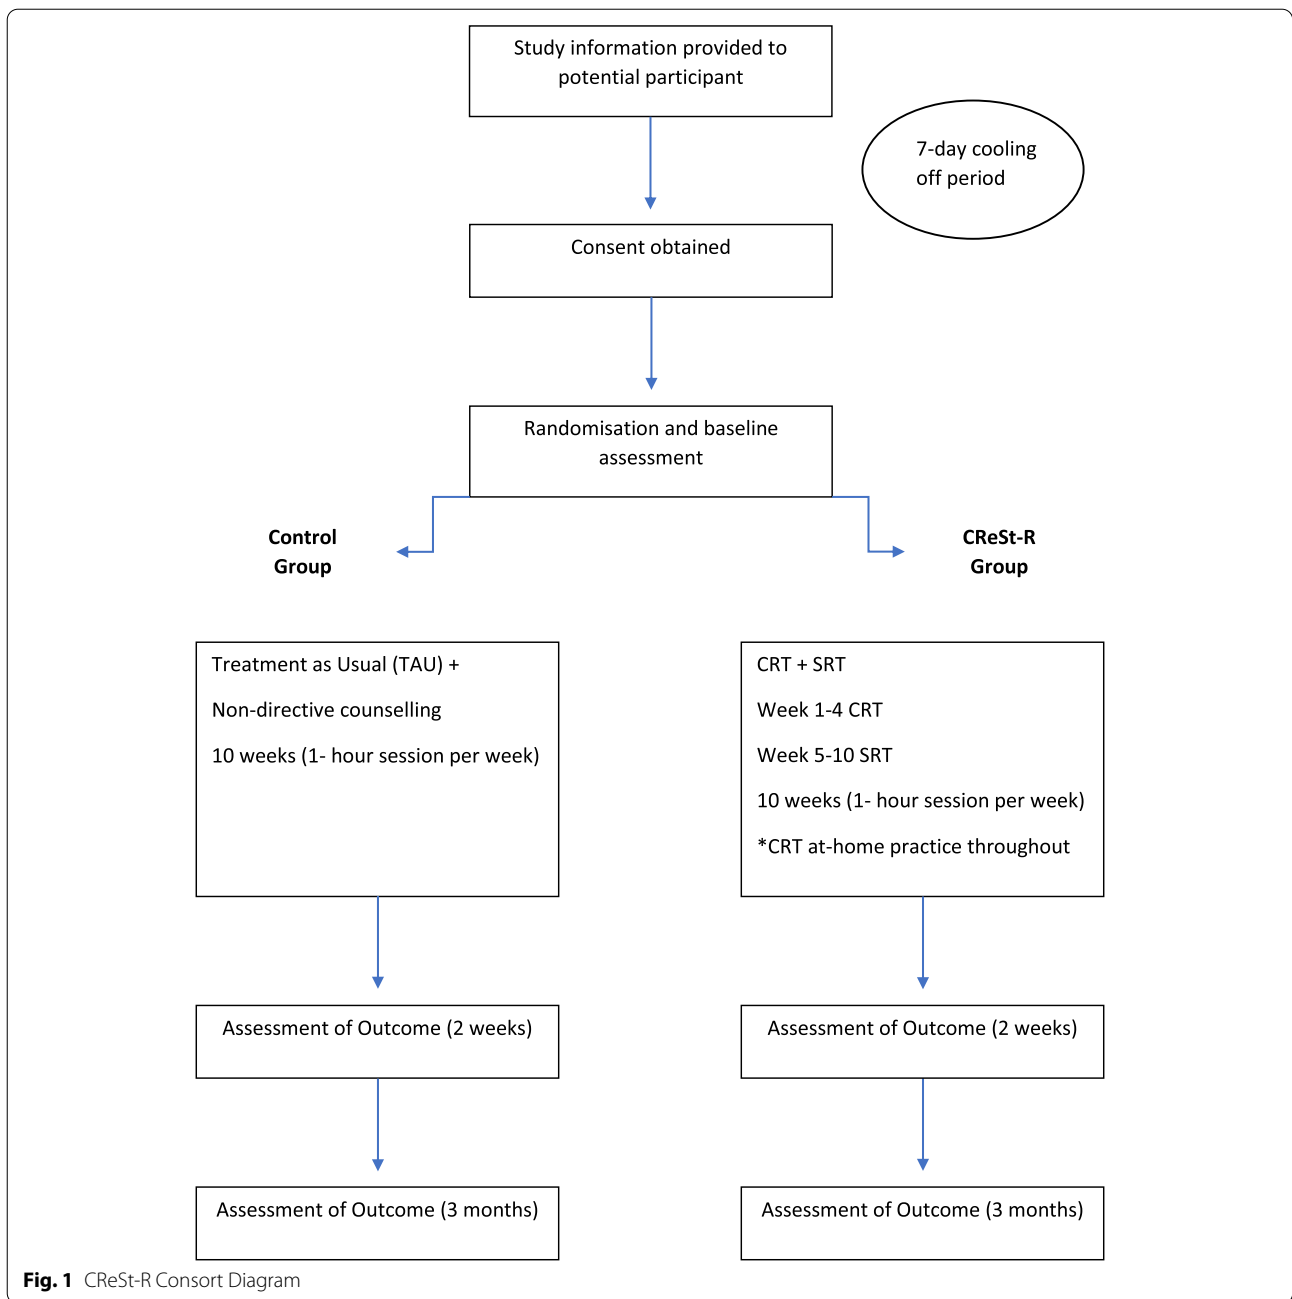 Study information provided to
potential participant
7-day cooling
off period
Consent obtained
Randomisation and baseline
assessment
Control
Group
CReSt-R
Group
Treatment as Usual (TAU) +
Non-directive counselling
10 weeks (1- hour session per week)
CRT + SRT
Week 1-4 CRT
Week 5-10 SRT
10 weeks (1- hour session per week)
*CRT at-home practice throughout
Assessment of Outcome (2 weeks)
Assessment of Outcome (2 weeks)
Assessment of Outcome (3 months)
Assessment of Outcome (3 months)
Fig. 1 CReSt-R Consort Diagram